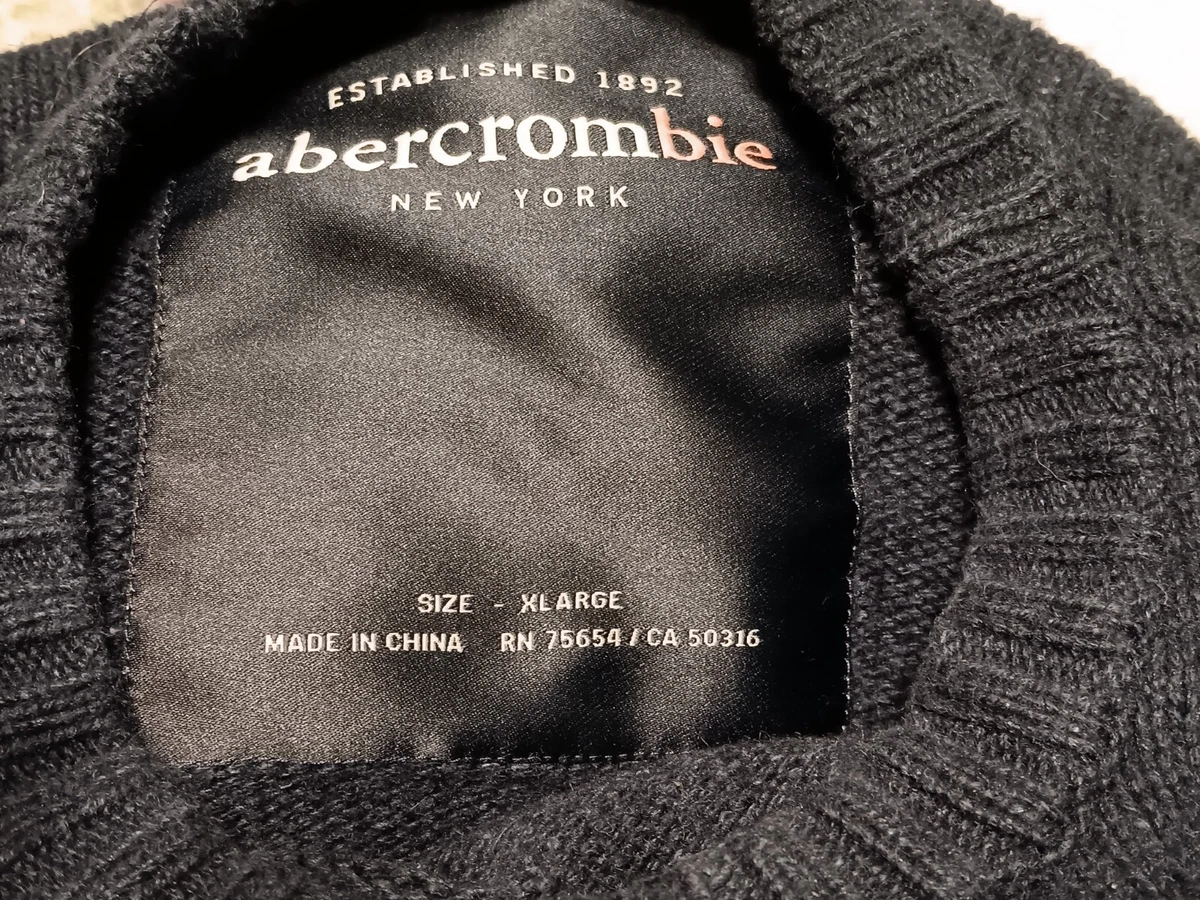 ESTABLISHED 1892
abercrombie
NEW YORK
SIZE - XLARGE
MADE IN CHINA RN 75654 / CA 50316